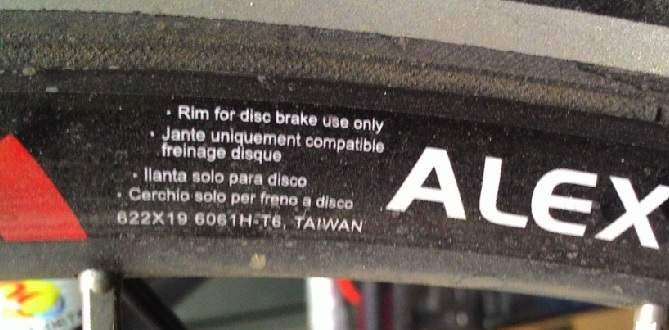 · Rim for disc brake use only
· Jante uniquement compatible
freinage disque
· llanta solo para disco
· Cerchio solo per freno a disco
622X19 6061H-T6, TAIWAN
ALEX